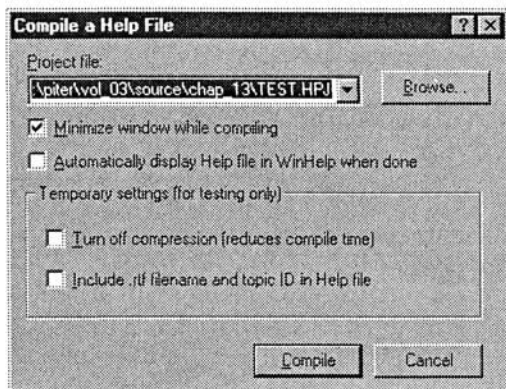 Compile a Help File
Project file:
:\piter\vol_03\source\chap_13\TEST.HPJ
Browse...
Minimize window while compiling
Automatically display Help file in WinHelp when done
Temporary settings (for testing only)
Turn off compression (reduces compile time)
Include .rtf filename and topic ID in Help file
Compile
Cancel